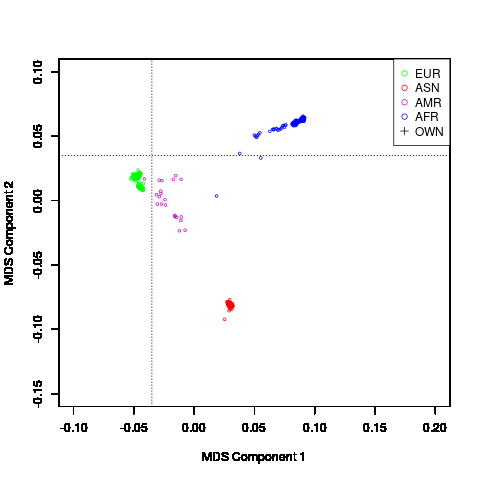 EUR
ASN
AMR
AFR
OWN
0.10
0.05
0.00
-0.05
-0.10
-0.15
MDS Component 2
-0.10 -0.05 0.00 0.05 0.10 0.15 0.20
MDS Component 1